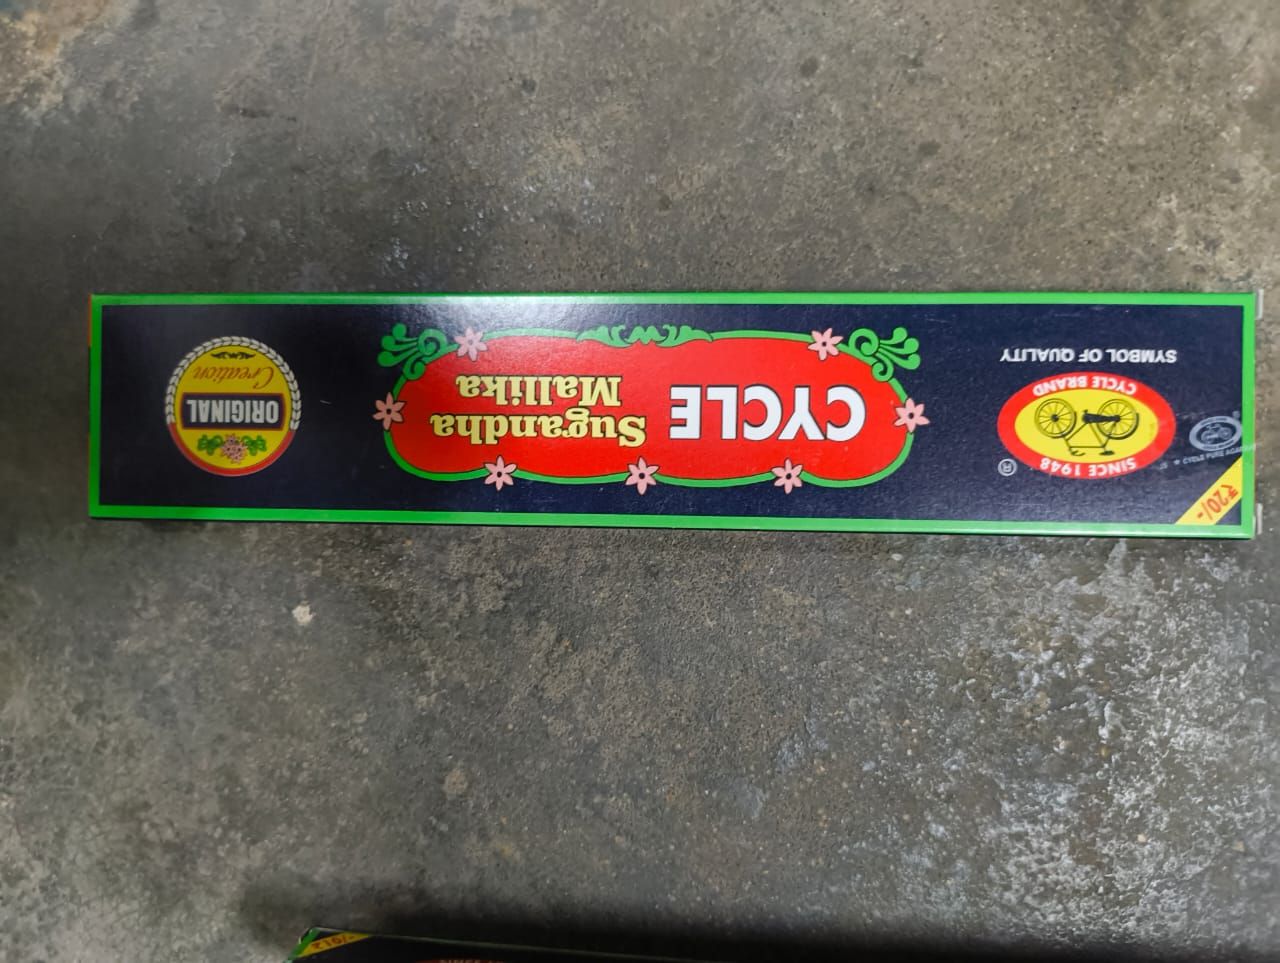 SINCE 1948
CYCLE BRAND
®
SYMBOL OF QUALITY
₹20/-
CYCLE
Sugandha
Mallika
ORIGINAL
Creation